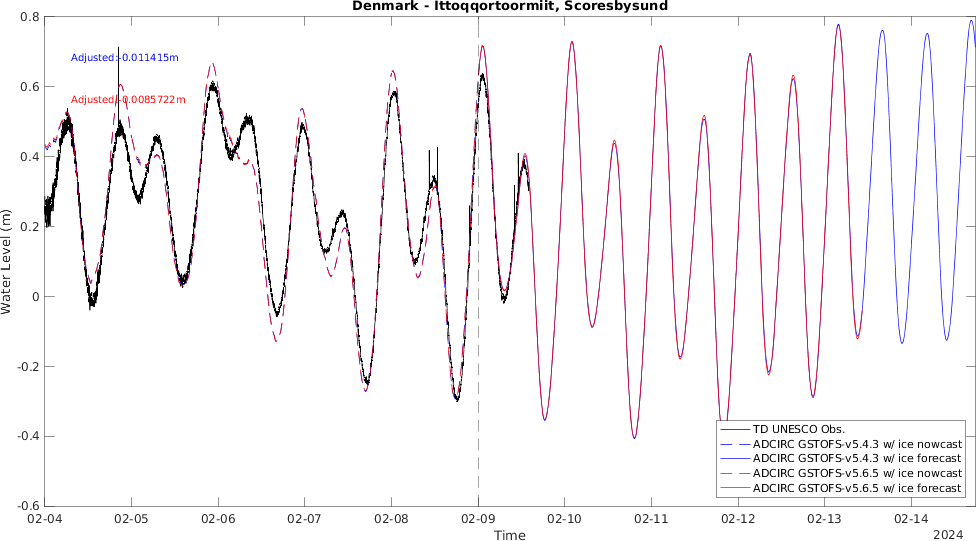 Denmark - Ittoqqortoormiit, Scoresbysund
0.8
0.6
0.4
0.2
0
-0.2
-0.4
-0.6
Water Level (m)
Adjusted:-0.011415m
Adjusted:-0.0085722m
TD UNESCO Obs.
ADCIRC GSTOFS-v5.4.3 w/ ice nowcast
ADCIRC GSTOFS-v5.4.3 w/ ice forecast
ADCIRC GSTOFS-v5.6.5 w/ ice nowcast
ADCIRC GSTOFS-v5.6.5 w/ ice forecast
02-04 02-05 02-06 02-07 02-08 02-09 02-10 02-11 02-12 02-13 02-14
Time
2024